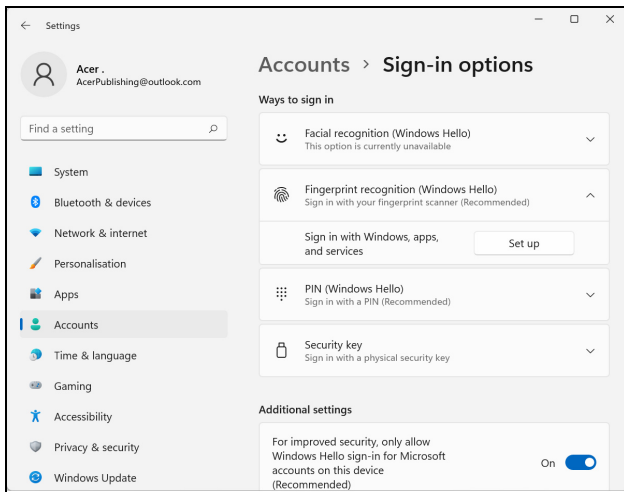 Settings
Acer .
AcerPublishing@outlook.com
Find a setting
System
Bluetooth & devices
Network & internet
Personalisation
Apps
Accounts
Time & language
Gaming
Accessibility
Privacy & security
Windows Update
Accounts > Sign-in options
Ways to sign in
Facial recognition (Windows Hello)
This option is currently unavailable
Fingerprint recognition (Windows Hello)
Sign in with your fingerprint scanner (Recommended)
Sign in with Windows, apps,
and services
Set up
PIN (Windows Hello)
Sign in with a PIN (Recommended)
Security key
Sign in with a physical security key
Additional settings
For improved security, only allow
Windows Hello sign-in for Microsoft
accounts on this device
(Recommended)
On